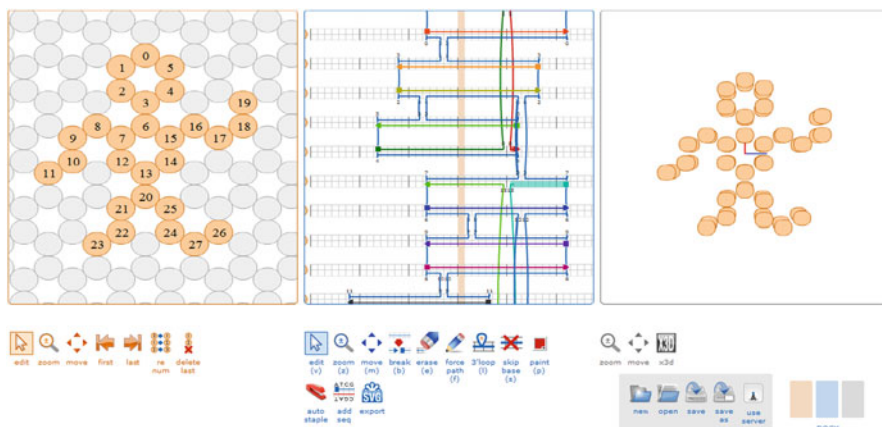 0
1 5
2 4
3 19
8 6 16 18
9 7 15 17
10 12 14
11 13
20
21 25
22 24 26
23 27
edit zoom move first last re num delete last
edit (v) zoom (z) move (m) break (b) erase (e) force path (f) 3'loop (l) skip base (s) paint (p)
auto staple add seq export
zoom move x3d
new open save save as use server